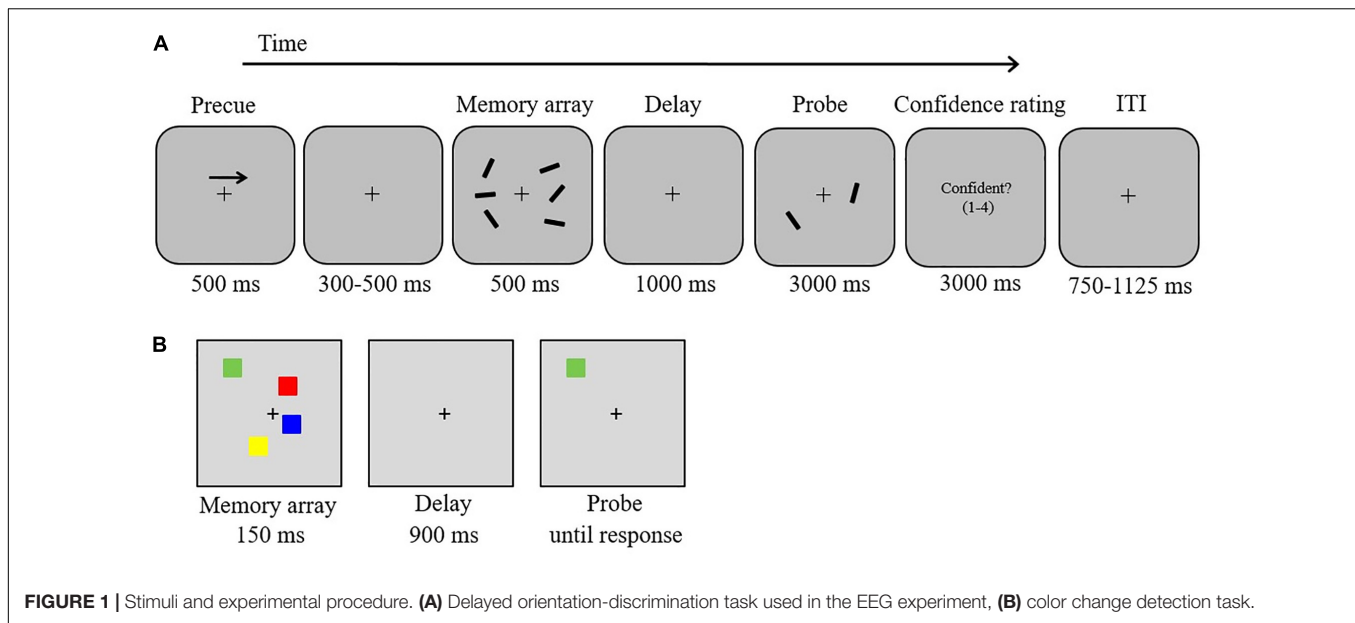 A
Time
Precue
Memory array
Delay
Probe
Confidence rating
ITI
Confident?
(1-4)
500 ms
300-500 ms
500 ms
1000 ms
3000 ms
3000 ms
750-1125 ms
B
Memory array
150 ms
Delay
900 ms
Probe
until response
FIGURE 1 | Stimuli and experimental procedure. (A) Delayed orientation-discrimination task used in the EEG experiment, (B) color change detection task.